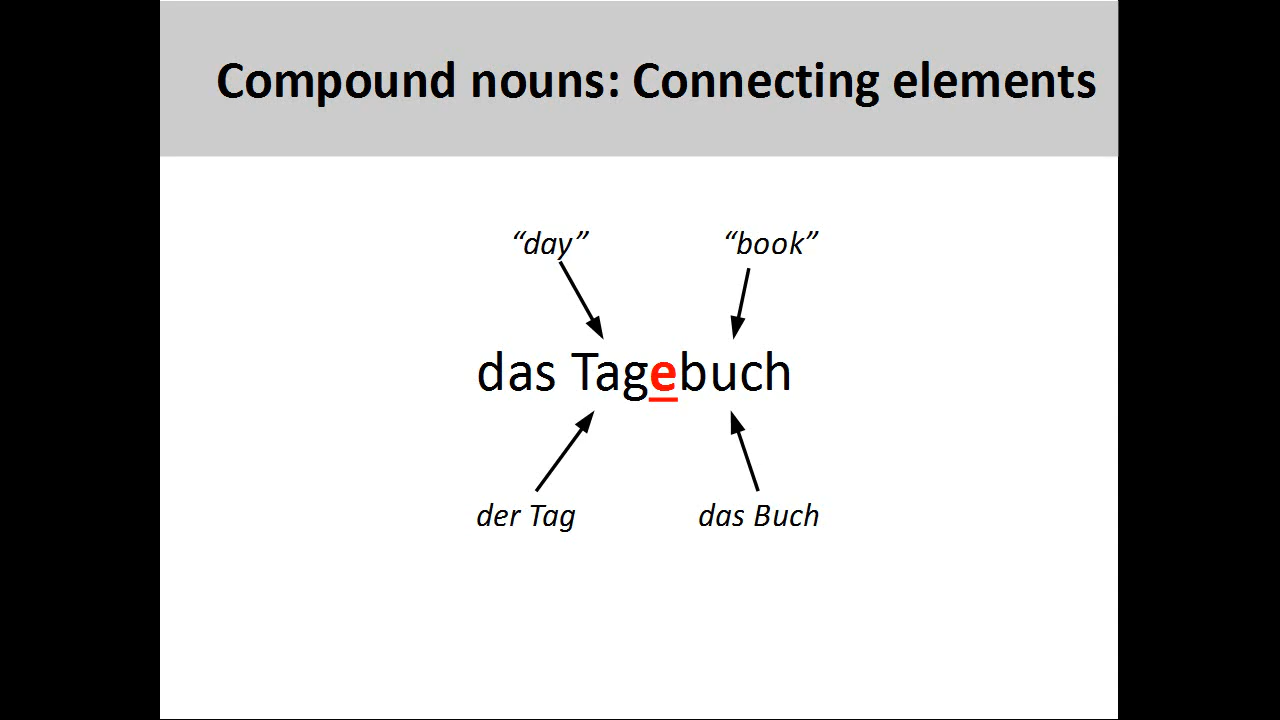 Compound nouns: Connecting elements
“day” “book”
das Tagebuch
der Tag das Buch